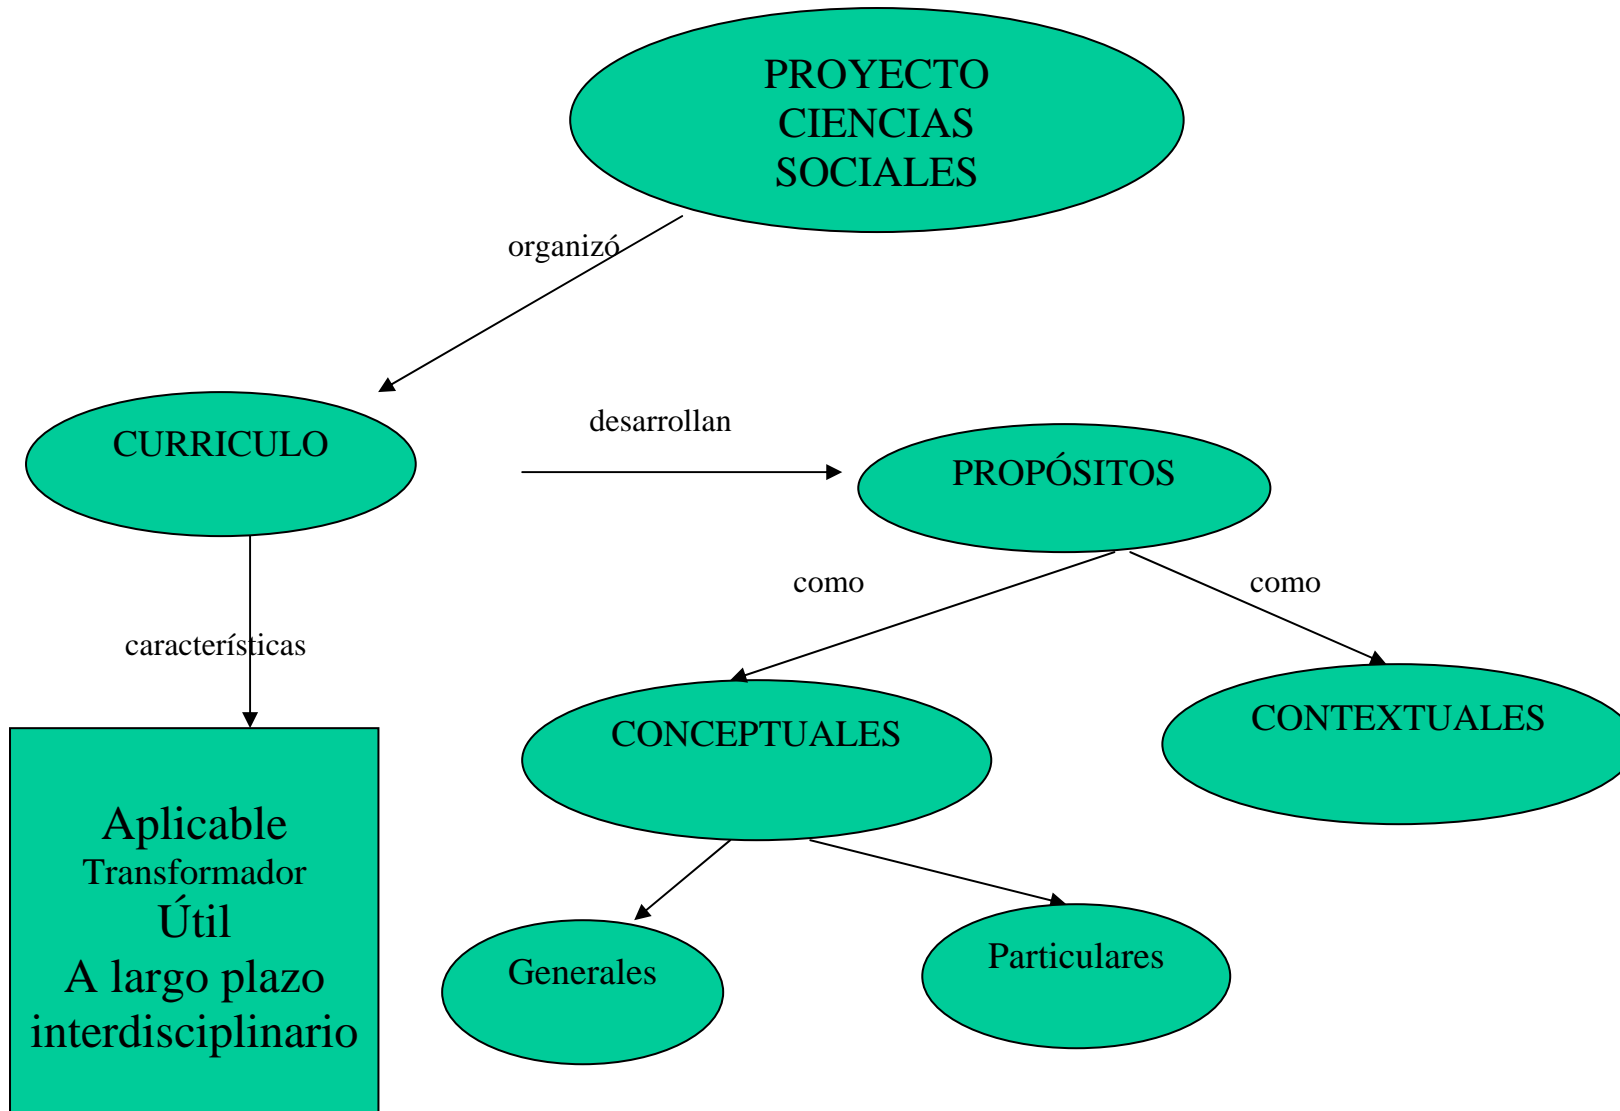 PROYECTO
CIENCIAS
SOCIALES
organizó
CURRICULO
desarrollan
PROPÓSITOS
como
como
características
CONCEPTUALES
CONTEXTUALES
Aplicable
Transformador
Útil
A largo plazo
interdisciplinario
Generales
Particulares